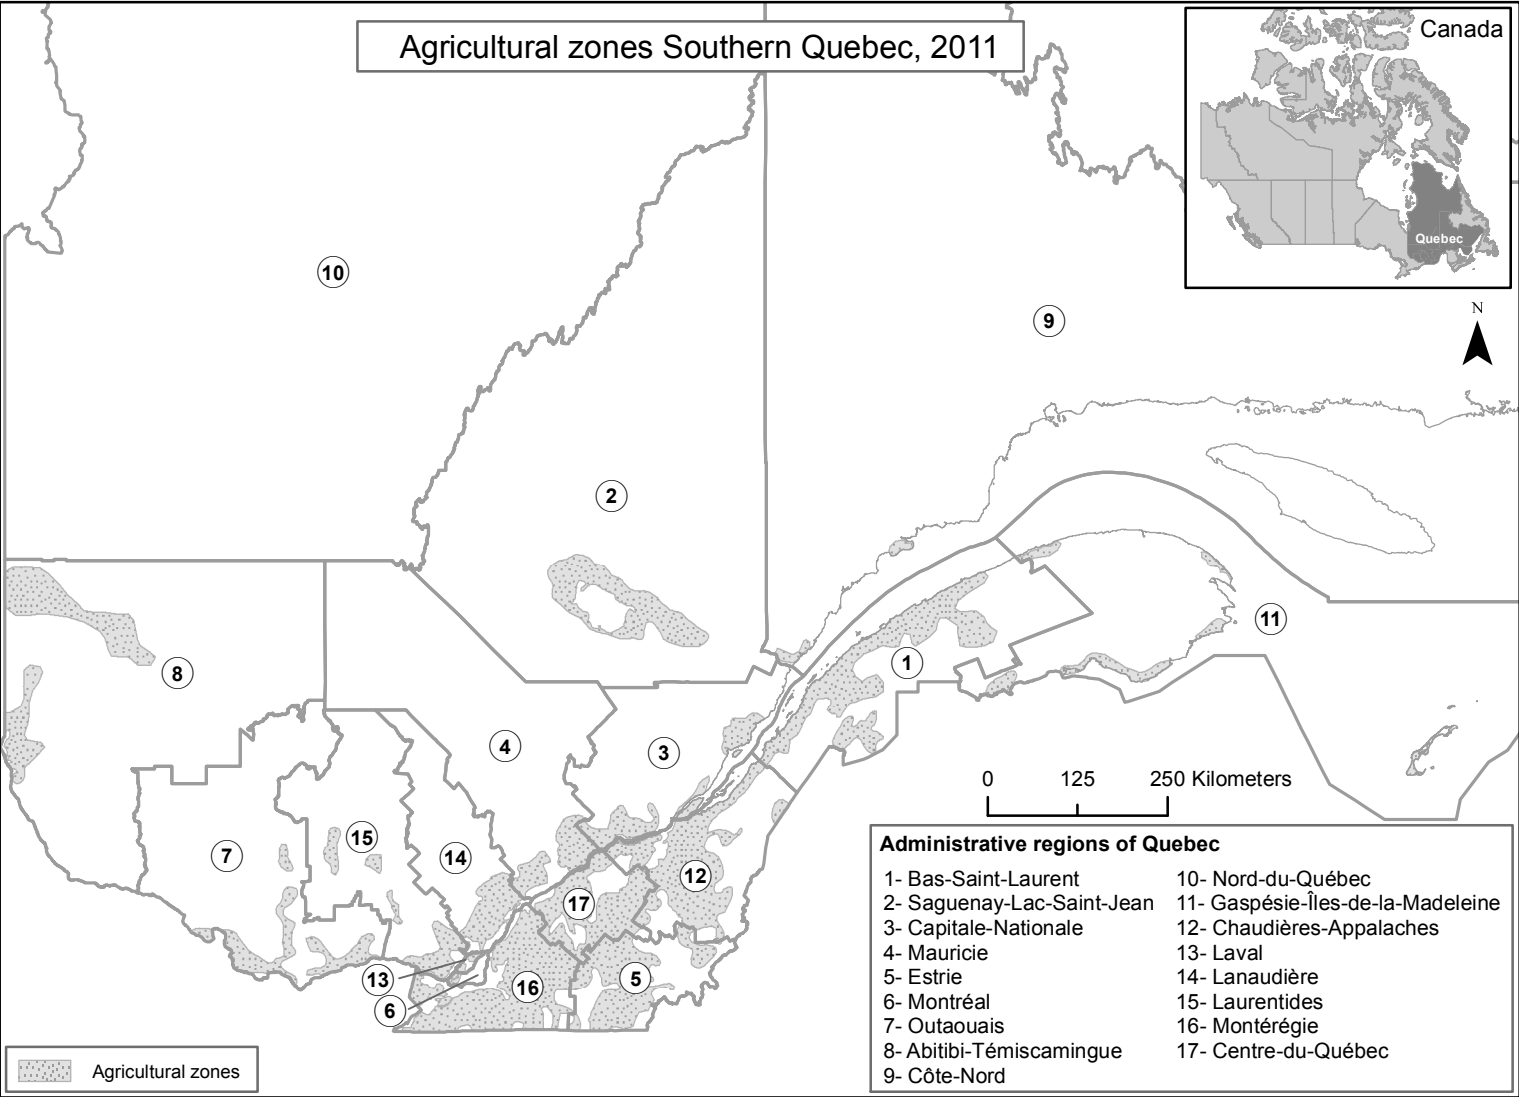 Agricultural zones Southern Quebec, 2011
Canada
Quebec
N
10
9
2
11
8
1
4
3
15
7
14
12
17
13
16
5
6
0 125 250 Kilometers
Administrative regions of Quebec
1- Bas-Saint-Laurent
2- Saguenay-Lac-Saint-Jean
3- Capitale-Nationale
4- Mauricie
5- Estrie
6- Montréal
7- Outaouais
8- Abitibi-Témiscamingue
9- Côte-Nord
10- Nord-du-Québec
11- Gaspésie-Îles-de-la-Madeleine
12- Chaudières-Appalaches
13- Laval
14- Lanaudière
15- Laurentides
16- Montérégie
17- Centre-du-Québec
Agricultural zones